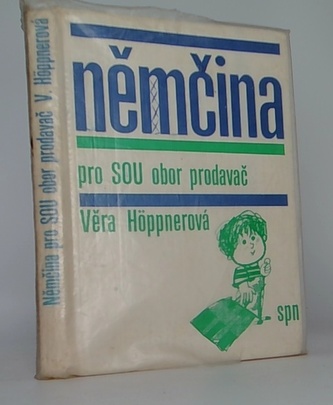 Němčina pro SOU obor prodavač V. Höppnerová
němčina
pro SOU obor prodavač
Věra Höppnerová
spn